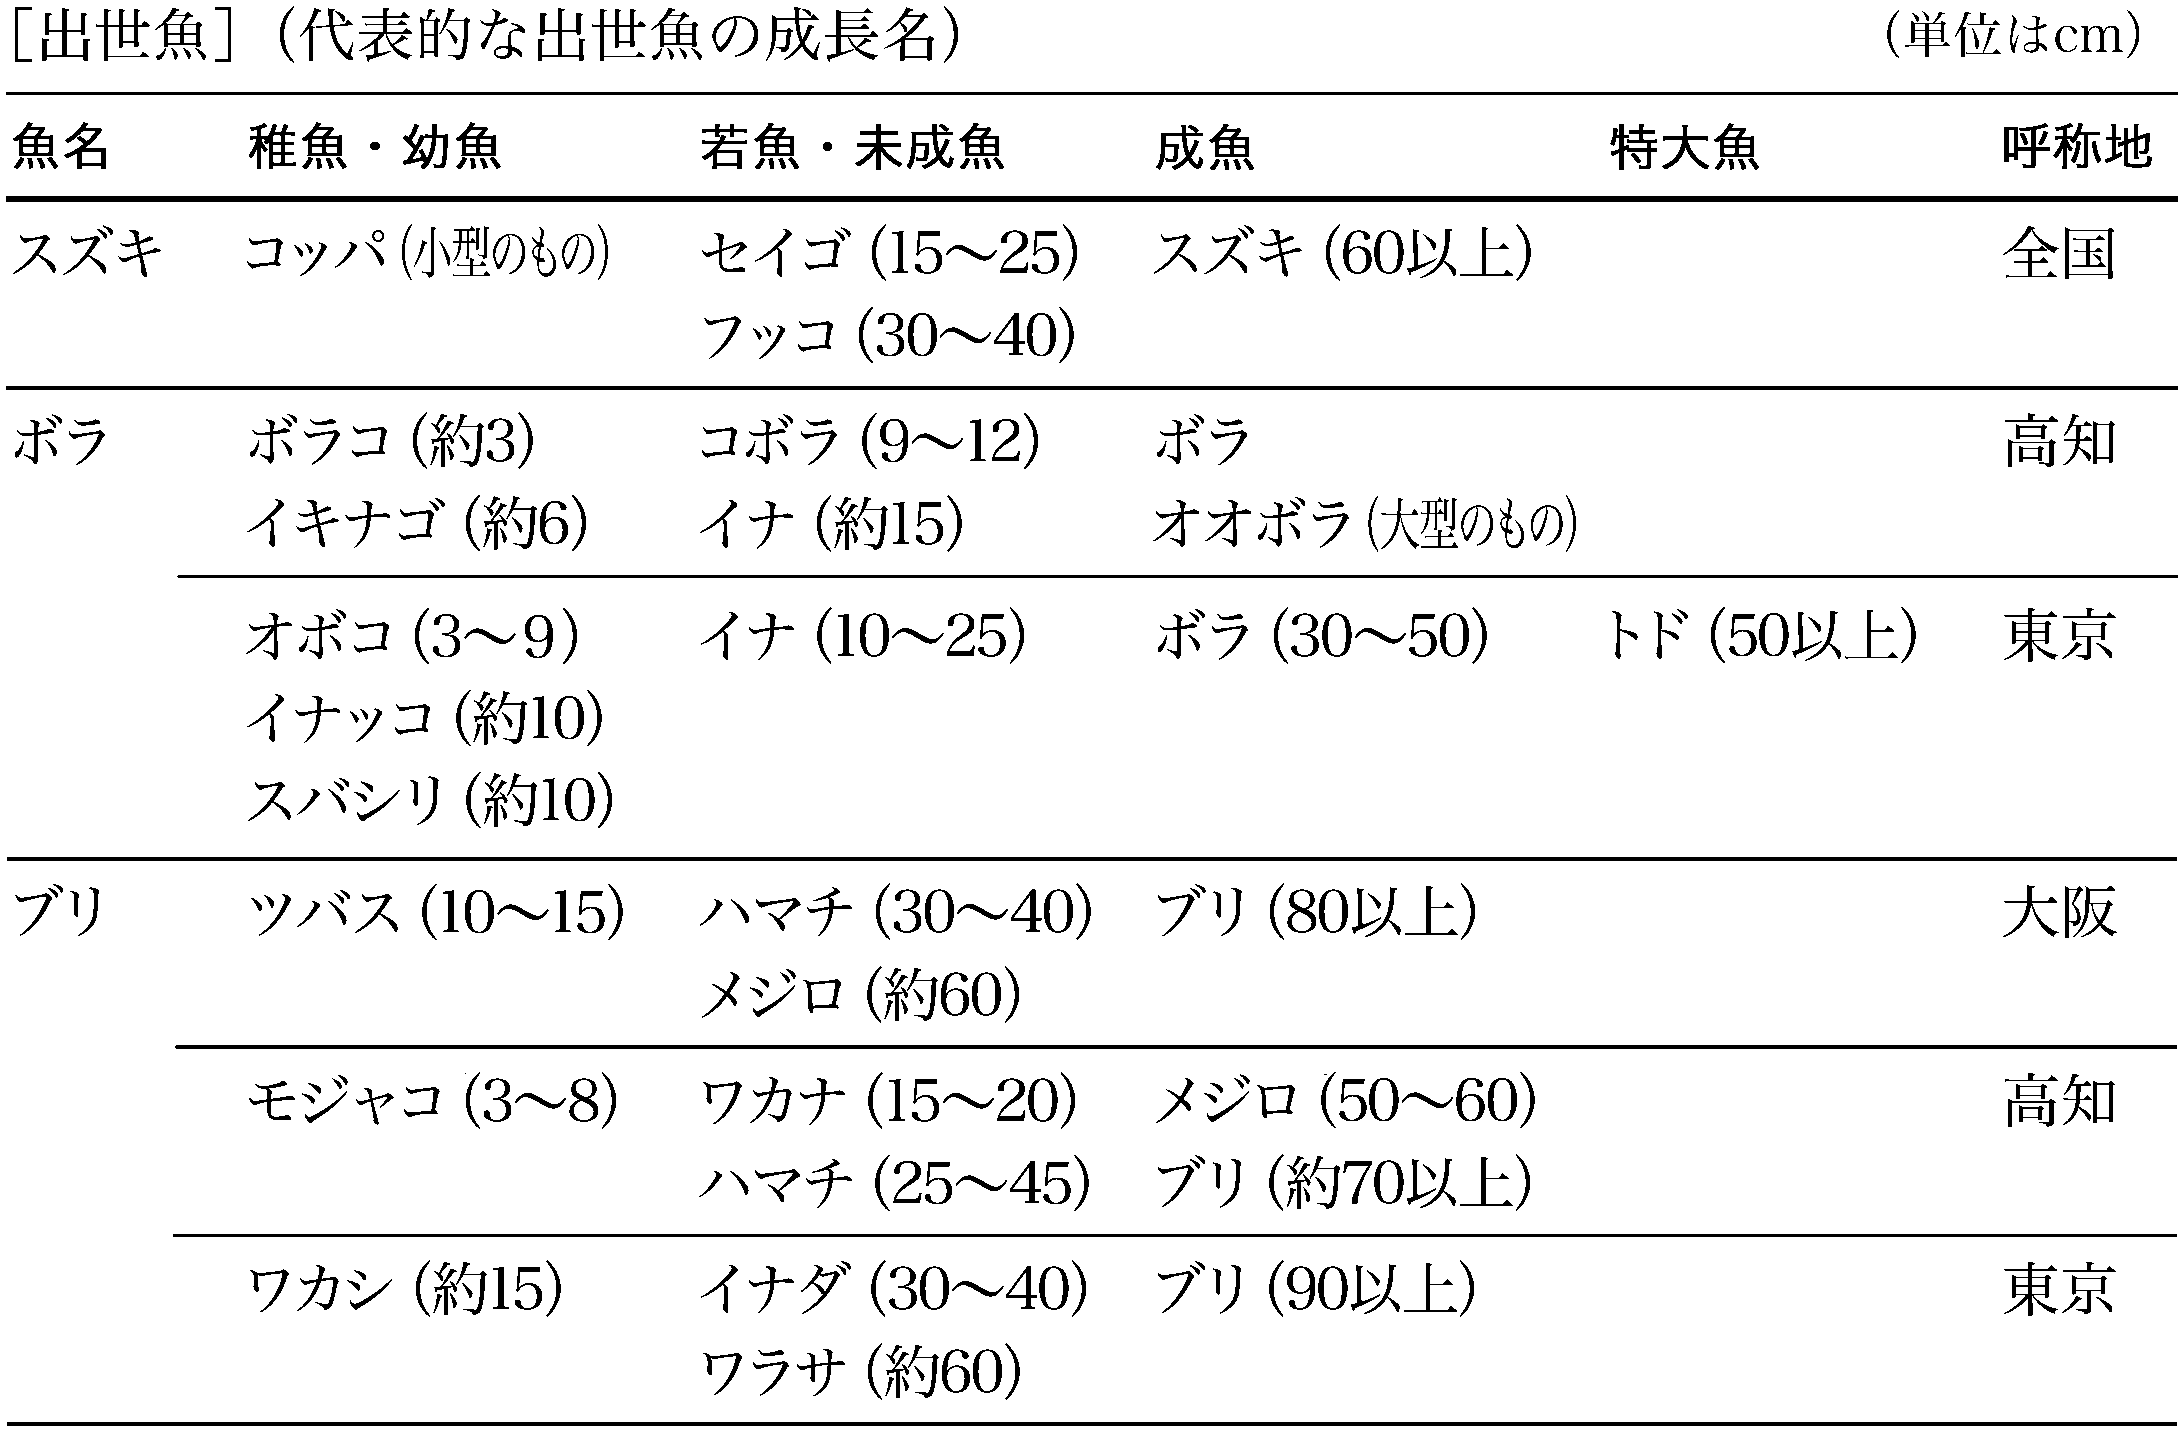 ［出世魚］（代表的な出世魚の成長名） （単位はcm）
魚名 稚魚・幼魚 若魚・未成魚 成魚 特大魚 呼称地
スズキ コッパ（小型のもの） セイゴ（15～25） スズキ（60以上） 全国
フッコ（30～40）
ボラ ボラコ（約3） コボラ（9～12） ボラ 高知
イキナゴ（約6） イナ（約15） オオボラ（大型のもの）
オボコ（3～9） イナ（10～25） ボラ（30～50） トド（50以上） 東京
イナッコ（約10）
スバシリ（約10）
ブリ ツバス（10～15） ハマチ（30～40） ブリ（80以上） 大阪
メジロ（約60）
モジャコ（3～8） ワカナ（15～20） メジロ（50～60） 高知
ハマチ（25～45） ブリ（約70以上）
ワカシ（約15） イナダ（30～40） ブリ（90以上） 東京
ワラサ（約60）